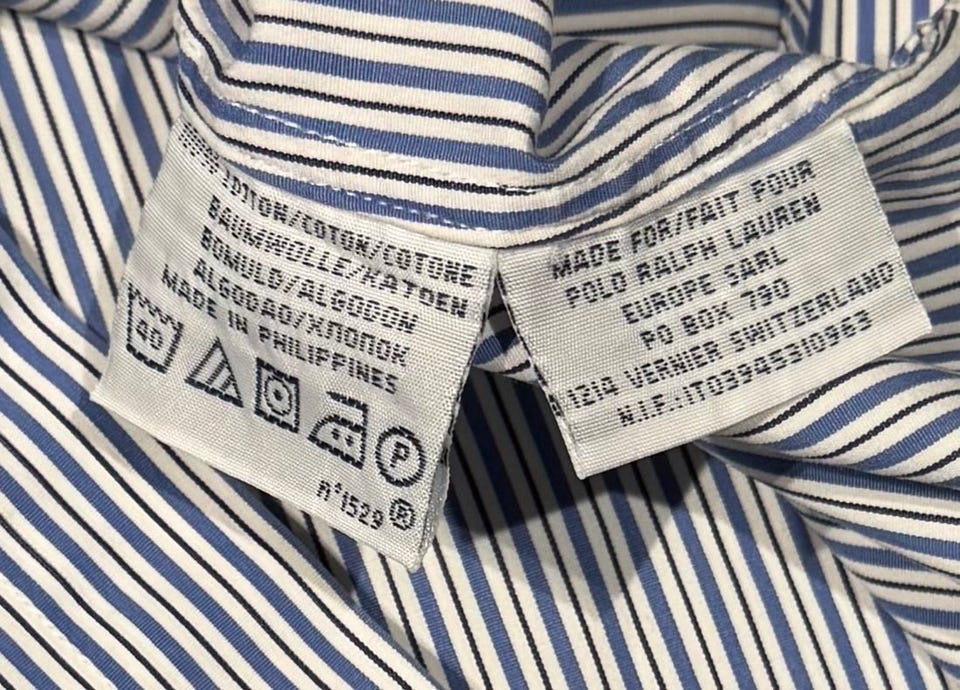 COTTON/COTON/COTONE
BAUMWOLLE/KATOEN
BOMULD/ALGODON
ALGODAO/ХЛОПОК
MADE IN PHILIPPINES
40
P
R°1529 ®
MADE FOR/FAIT POUR
POLO RALPH LAUREN
EUROPE SARL
PO BOX 790
1214 VERNIER SWITZERLAND
N.I.F.:IT03945310963